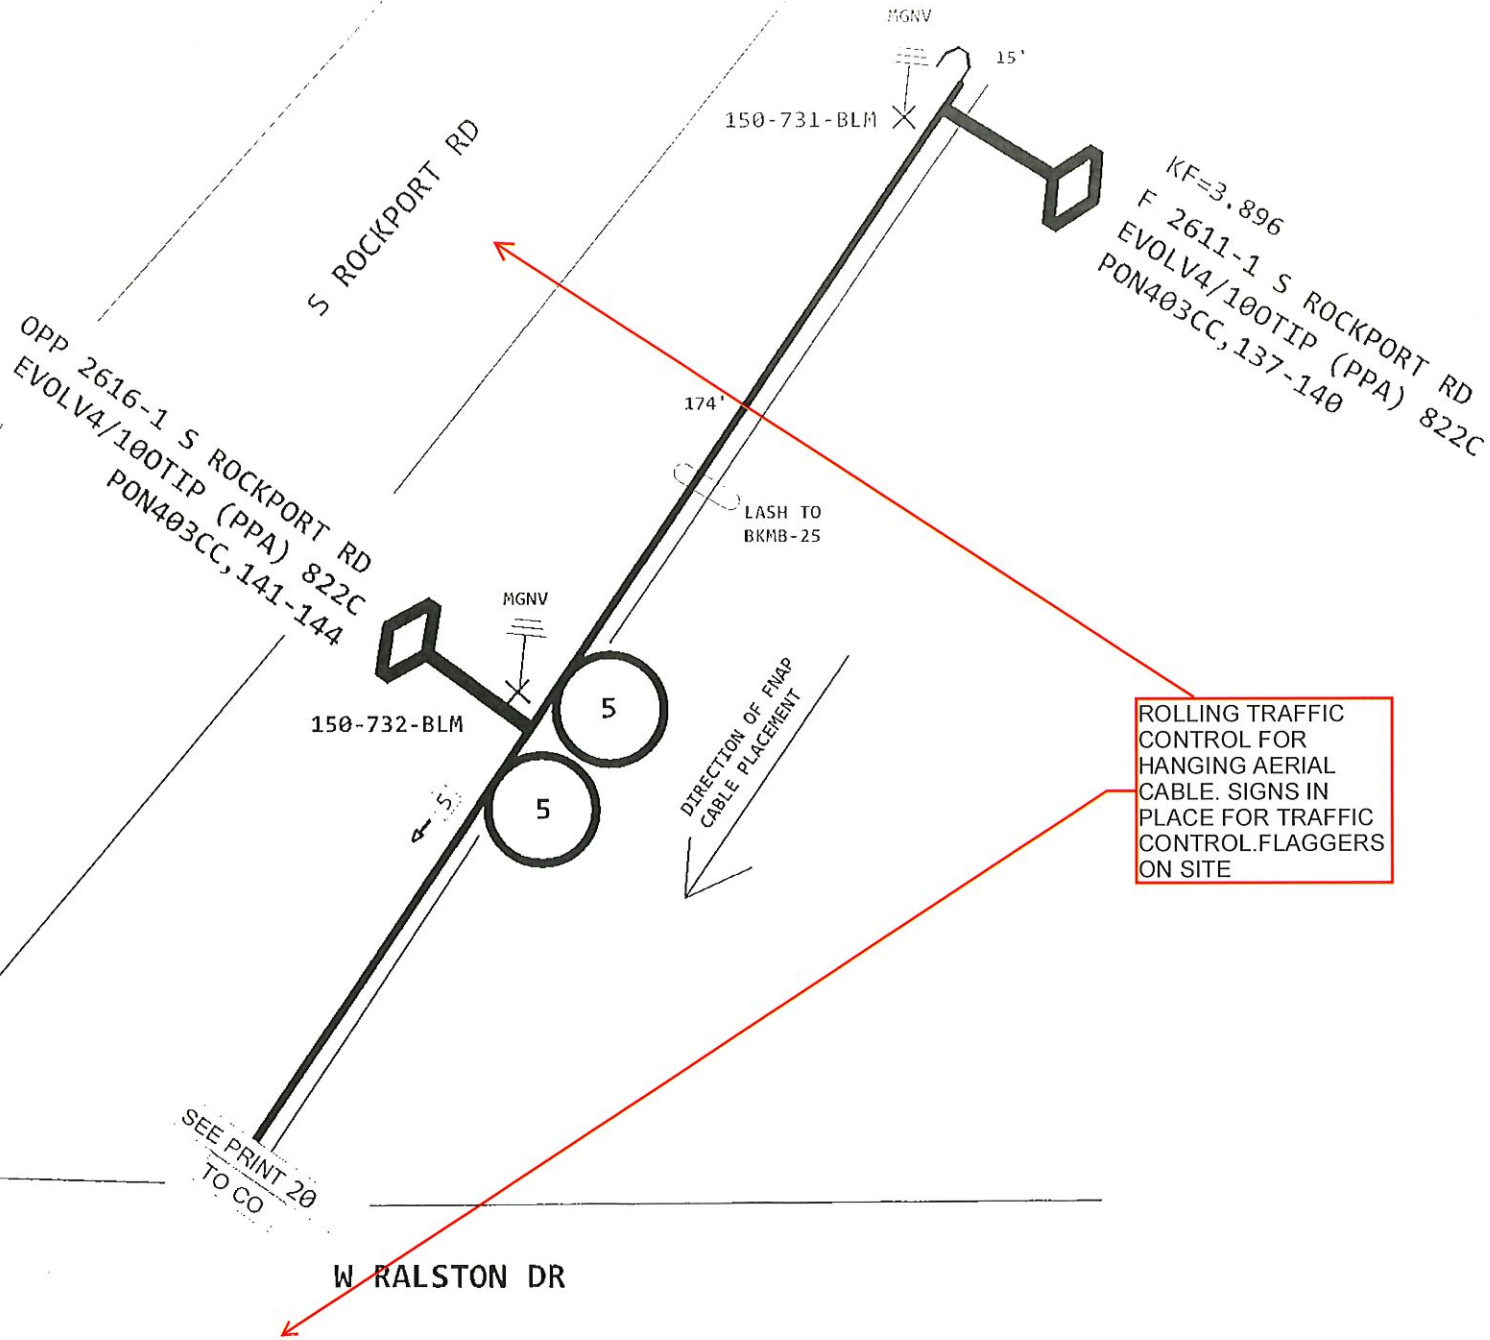 MGNV
15'
150-731-BLM
S ROCKPORT RD
KF=3.896
F 2611-1 S ROCKPORT RD
EVOLV4/100TIP (PPA) 822C
PON403CC,137-140
OPP 2616-1 S ROCKPORT RD
EVOLV4/100TIP (PPA) 822C
PON403CC,141-144
174'
LASH TO
BKMB-25
MGNV
150-732-BLM
5
5
5
DIRECTION OF FNAP
CABLE PLACEMENT
ROLLING TRAFFIC
CONTROL FOR
HANGING AERIAL
CABLE. SIGNS IN
PLACE FOR TRAFFIC
CONTROL.FLAGGERS
ON SITE
SEE PRINT 20
TO CO
W RALSTON DR